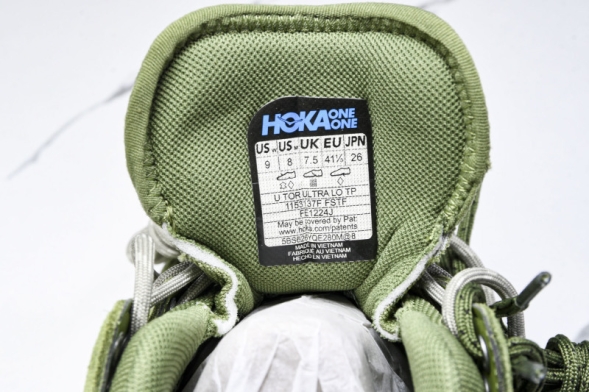 HOKA ONE ONE
US W US M UK EU JPN
9 8 7.5 41⅓ 26
U TOR ULTRA LO TP
1153137F FSTF
FE1224J
May be covered by Pat:
www.hoka.com/patents
MADE IN VIETNAM
FABRIQUÉ AU VIETNAM
HECHO EN VIETNAM